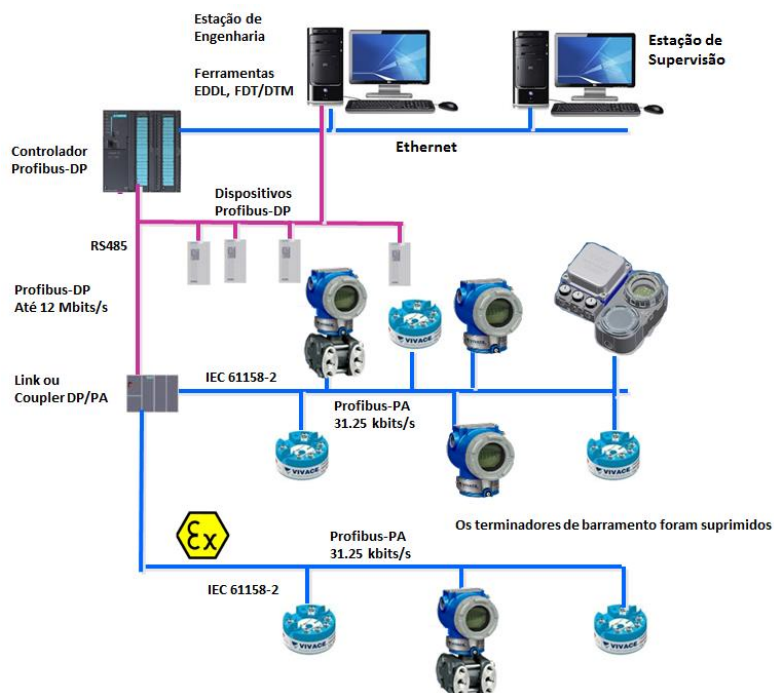 Estação de
Engenharia
Ferramentas
EDDL, FDT/DTM
Estação de
Supervisão
Ethernet
Controlador
Profibus-DP
Dispositivos
Profibus-DP
RS485
Profibus-DP
Até 12 Mbits/s
Link ou
Coupler DP/PA
IEC 61158-2
Profibus-PA
31.25 kbits/s
VIVACE
VIVACE
VIVACE
Os terminadores de barramento foram suprimidos
Ex
Profibus-PA
31.25 kbits/s
IEC 61158-2
VIVACE
VIVACE